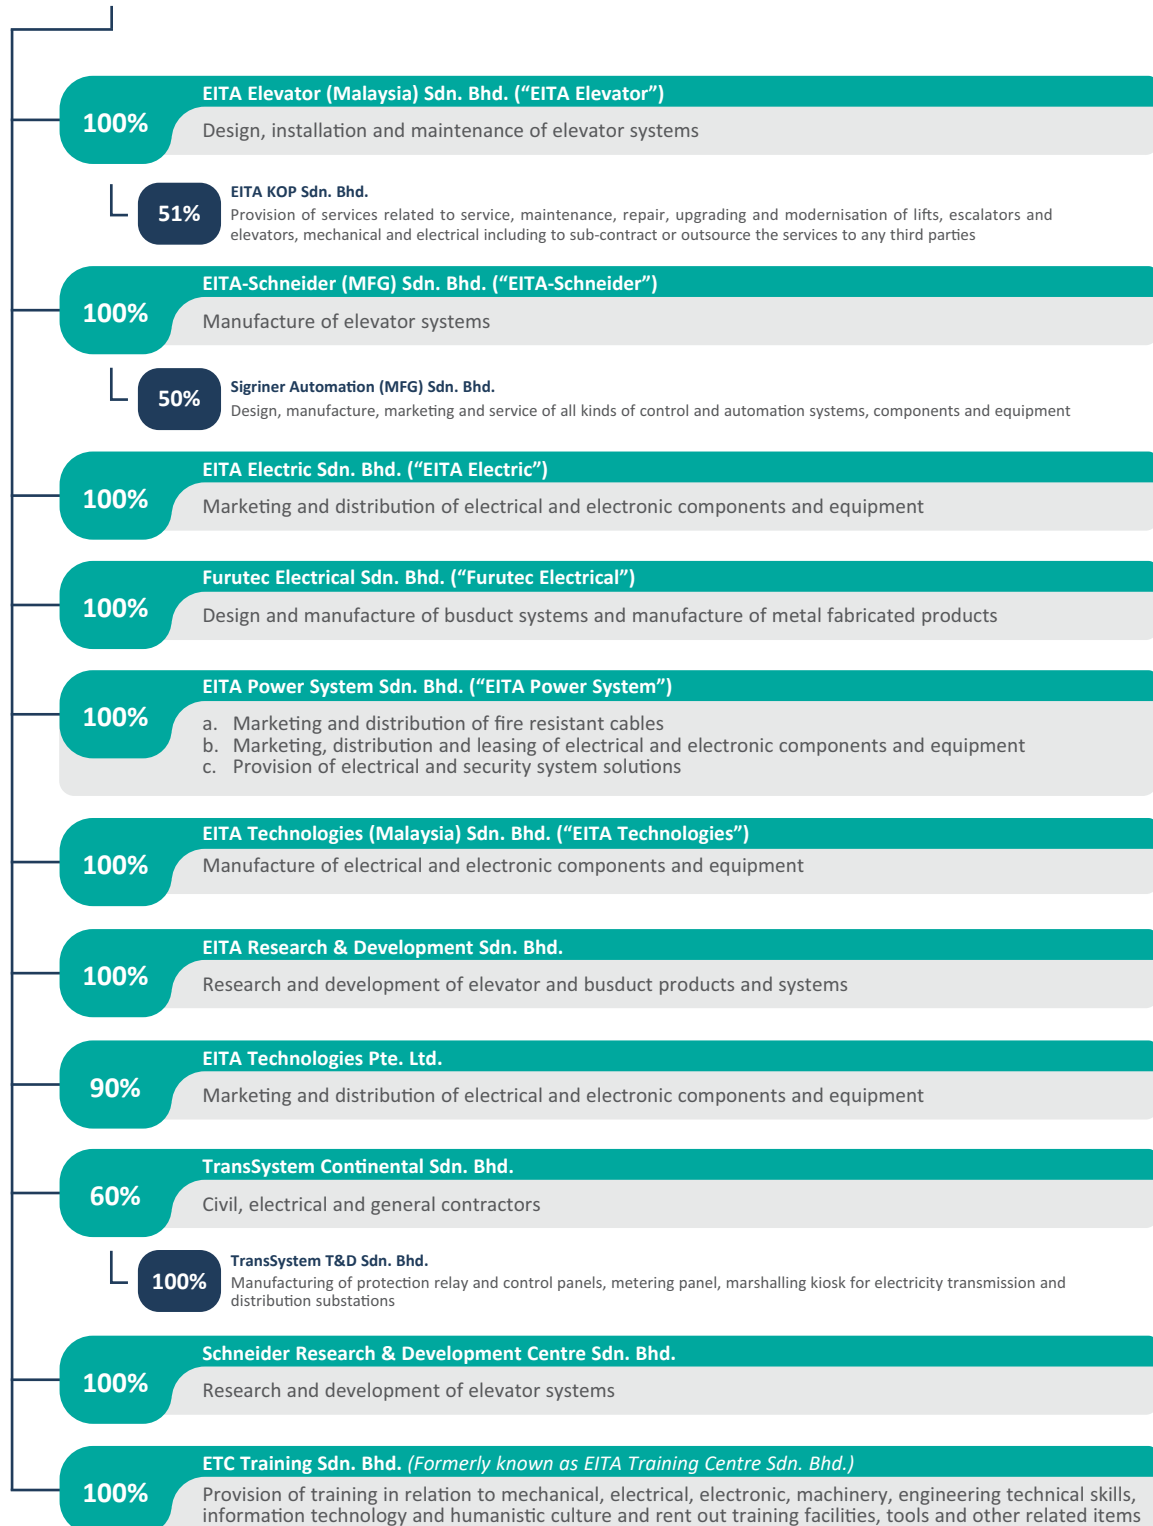 EITA Elevator (Malaysia) Sdn. Bhd. (“EITA Elevator”)
100%
Design, installation and maintenance of elevator systems
EITA KOP Sdn. Bhd.
51%
Provision of services related to service, maintenance, repair, upgrading and modernisation of lifts, escalators and
elevators, mechanical and electrical including to sub-contract or outsource the services to any third parties
EITA-Schneider (MFG) Sdn. Bhd. (“EITA-Schneider”)
100%
Manufacture of elevator systems
Sigriner Automation (MFG) Sdn. Bhd.
50%
Design, manufacture, marketing and service of all kinds of control and automation systems, components and equipment
EITA Electric Sdn. Bhd. (“EITA Electric”)
100%
Marketing and distribution of electrical and electronic components and equipment
Furutec Electrical Sdn. Bhd. (“Furutec Electrical”)
100%
Design and manufacture of busduct systems and manufacture of metal fabricated products
EITA Power System Sdn. Bhd. (“EITA Power System”)
100%
a. Marketing and distribution of fire resistant cables
b. Marketing, distribution and leasing of electrical and electronic components and equipment
c. Provision of electrical and security system solutions
EITA Technologies (Malaysia) Sdn. Bhd. (“EITA Technologies”)
100%
Manufacture of electrical and electronic components and equipment
EITA Research & Development Sdn. Bhd.
100%
Research and development of elevator and busduct products and systems
EITA Technologies Pte. Ltd.
90%
Marketing and distribution of electrical and electronic components and equipment
TransSystem Continental Sdn. Bhd.
60%
Civil, electrical and general contractors
TransSystem T&D Sdn. Bhd.
100%
Manufacturing of protection relay and control panels, metering panel, marshalling kiosk for electricity transmission and
distribution substations
Schneider Research & Development Centre Sdn. Bhd.
100%
Research and development of elevator systems
ETC Training Sdn. Bhd. (Formerly known as EITA Training Centre Sdn. Bhd.)
100%
Provision of training in relation to mechanical, electrical, electronic, machinery, engineering technical skills,
information technology and humanistic culture and rent out training facilities, tools and other related items